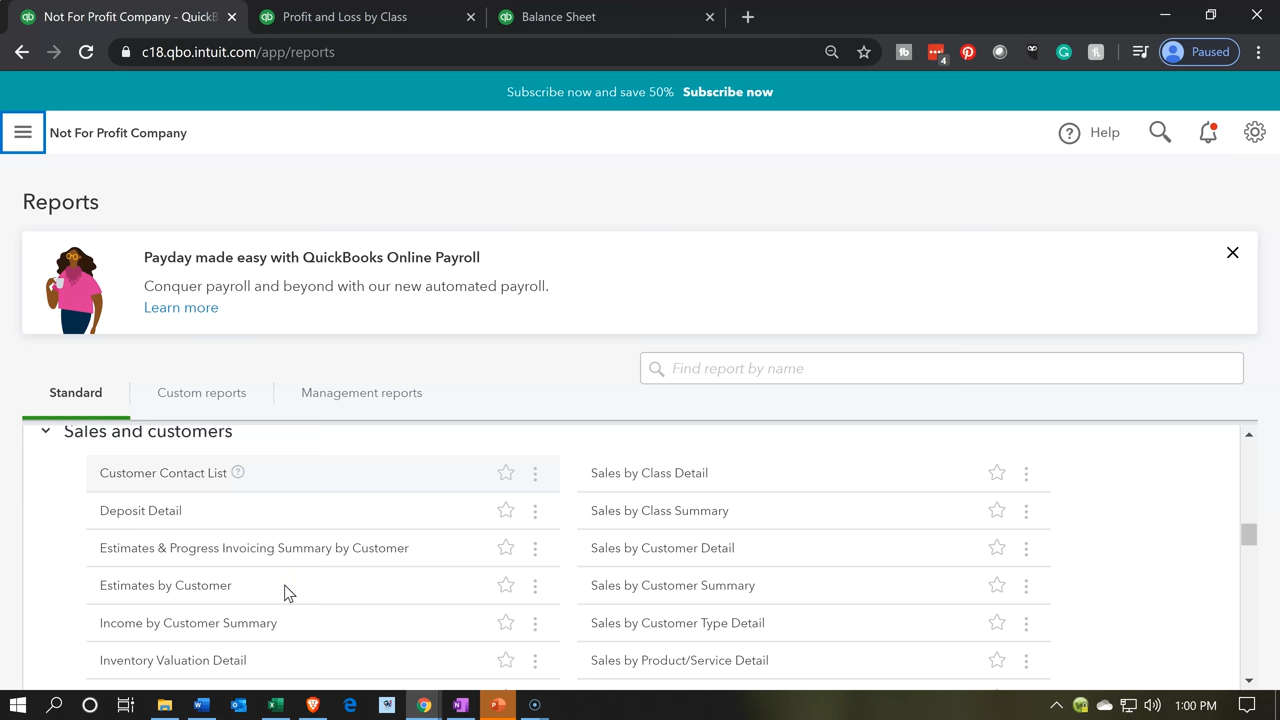 Not For Profit Company - QuickB
Profit and Loss by Class
Balance Sheet
c18.qbo.intuit.com/app/reports
4
Paused
Subscribe now and save 50% Subscribe now
Not For Profit Company
Help
Reports
Payday made easy with QuickBooks Online Payroll
Conquer payroll and beyond with our new automated payroll.
Learn more
Find report by name
Standard
Custom reports
Management reports
Sales and customers
Customer Contact List
Sales by Class Detail
Deposit Detail
Sales by Class Summary
Estimates & Progress Invoicing Summary by Customer
Sales by Customer Detail
Estimates by Customer
Sales by Customer Summary
Income by Customer Summary
Sales by Customer Type Detail
Inventory Valuation Detail
Sales by Product/Service Detail
1:00 PM